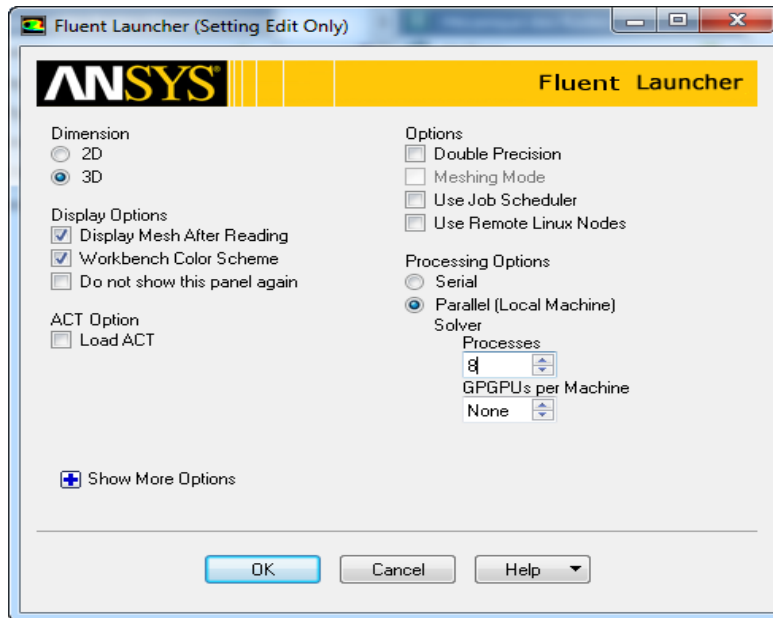 Fluent Launcher (Setting Edit Only)
ANSYS®
Fluent Launcher
Dimension
2D
3D
Display Options
Display Mesh After Reading
Workbench Color Scheme
Do not show this panel again
ACT Option
Load ACT
Options
Double Precision
Meshing Mode
Use Job Scheduler
Use Remote Linux Nodes
Processing Options
Serial
Parallel (Local Machine)
Solver
Processes
8
GPGPUs per Machine
None
Show More Options
OK
Cancel
Help